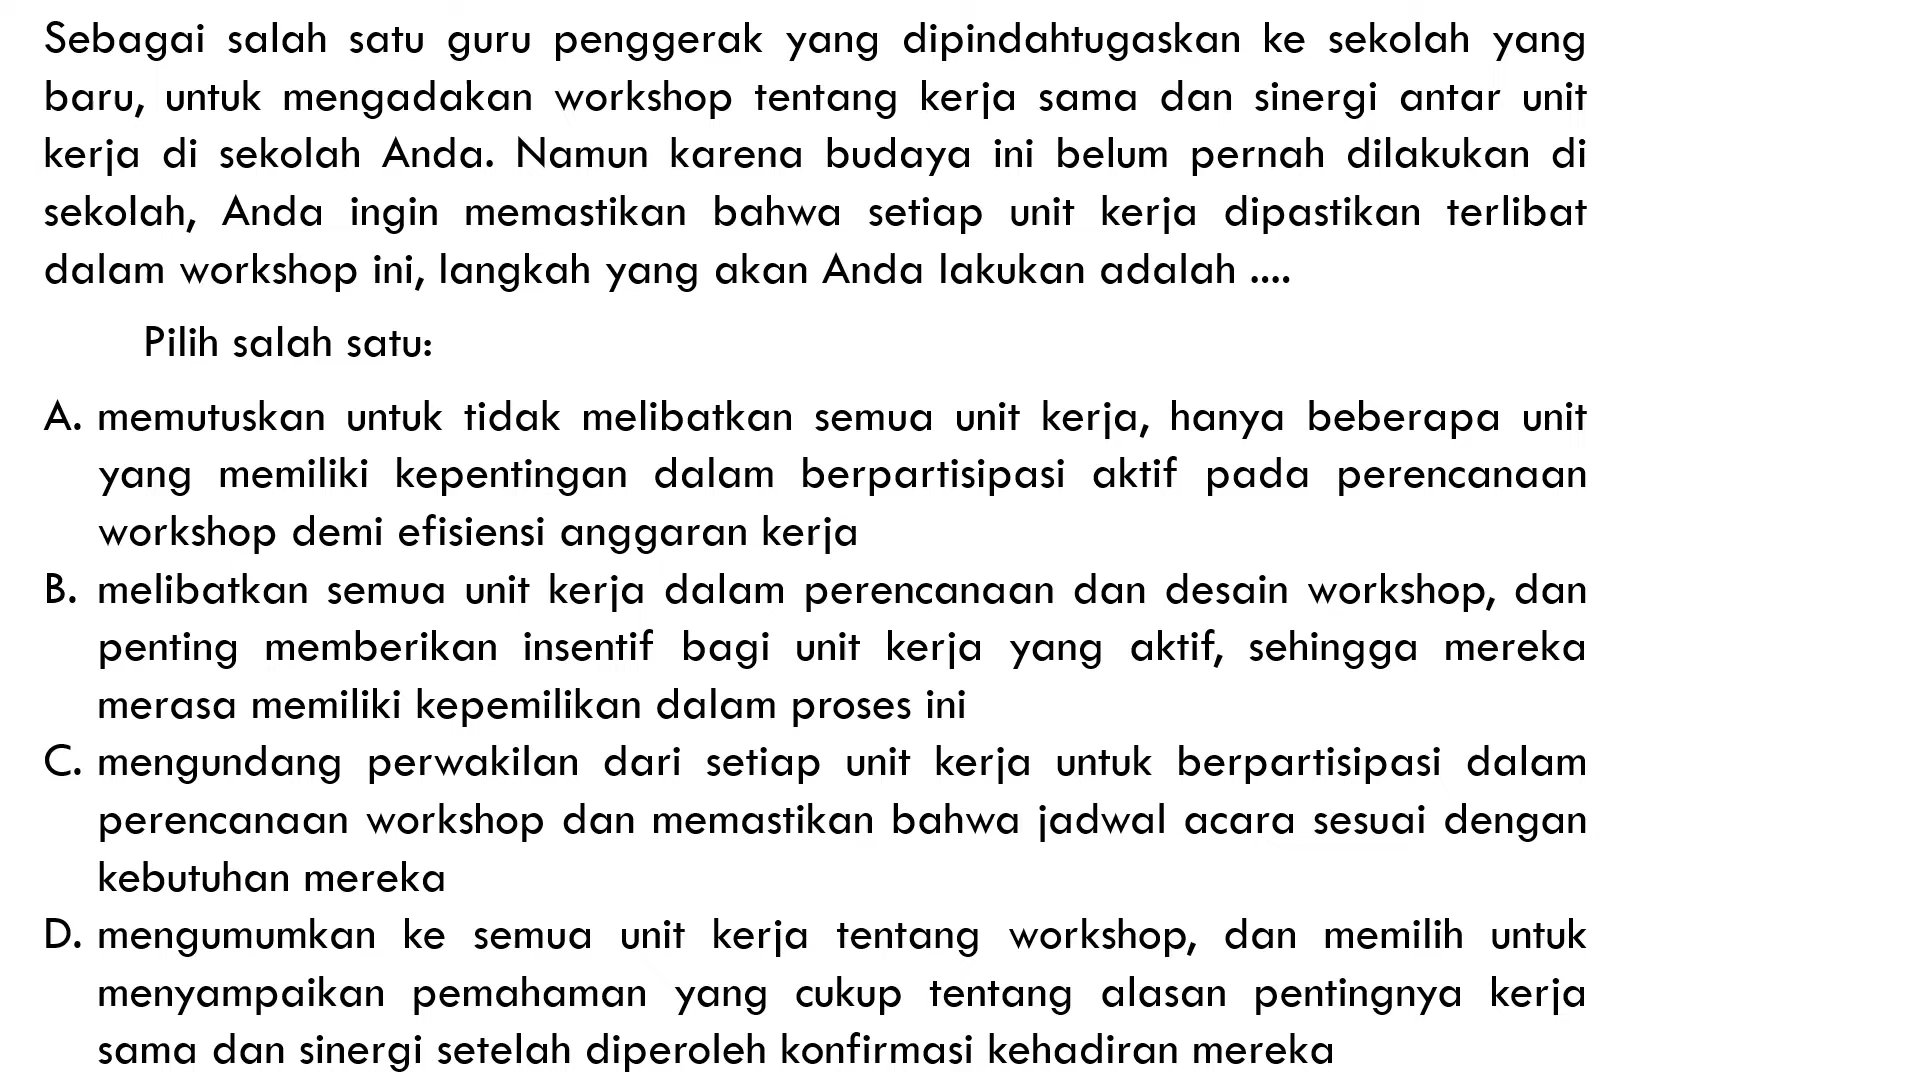 Sebagai salah satu guru penggerak yang dipindahtugaskan ke sekolah yang
baru, untuk mengadakan workshop tentang kerja sama dan sinergi antar unit
kerja di sekolah Anda. Namun karena budaya ini belum pernah dilakukan di
sekolah, Anda ingin memastikan bahwa setiap unit kerja dipastikan terlibat
dalam workshop ini, langkah yang akan Anda lakukan adalah ....
Pilih salah satu:
A. memutuskan untuk tidak melibatkan semua unit kerja, hanya beberapa unit
yang memiliki kepentingan dalam berpartisipasi aktif pada perencanaan
workshop demi efisiensi anggaran kerja
B. melibatkan semua unit kerja dalam perencanaan dan desain workshop, dan
penting memberikan insentif bagi unit kerja yang aktif, sehingga mereka
merasa memiliki kepemilikan dalam proses ini
C. mengundang perwakilan dari setiap unit kerja untuk berpartisipasi dalam
perencanaan workshop dan memastikan bahwa jadwal acara sesuai dengan
kebutuhan mereka
D. mengumumkan ke semua unit kerja tentang workshop, dan memilih untuk
menyampaikan pemahaman yang cukup tentang alasan pentingnya kerja
sama dan sinergi setelah diperoleh konfirmasi kehadiran mereka